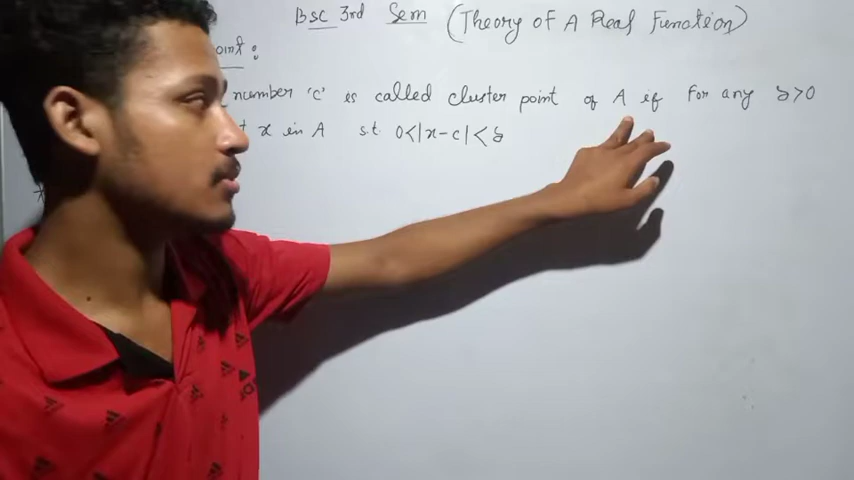 Bsc 3rd Sem (Theory of A Real Function)
oint :
number 'c' is called cluster point of A if for any δ>0
t x in A s.t. 0<|x-c|<δ